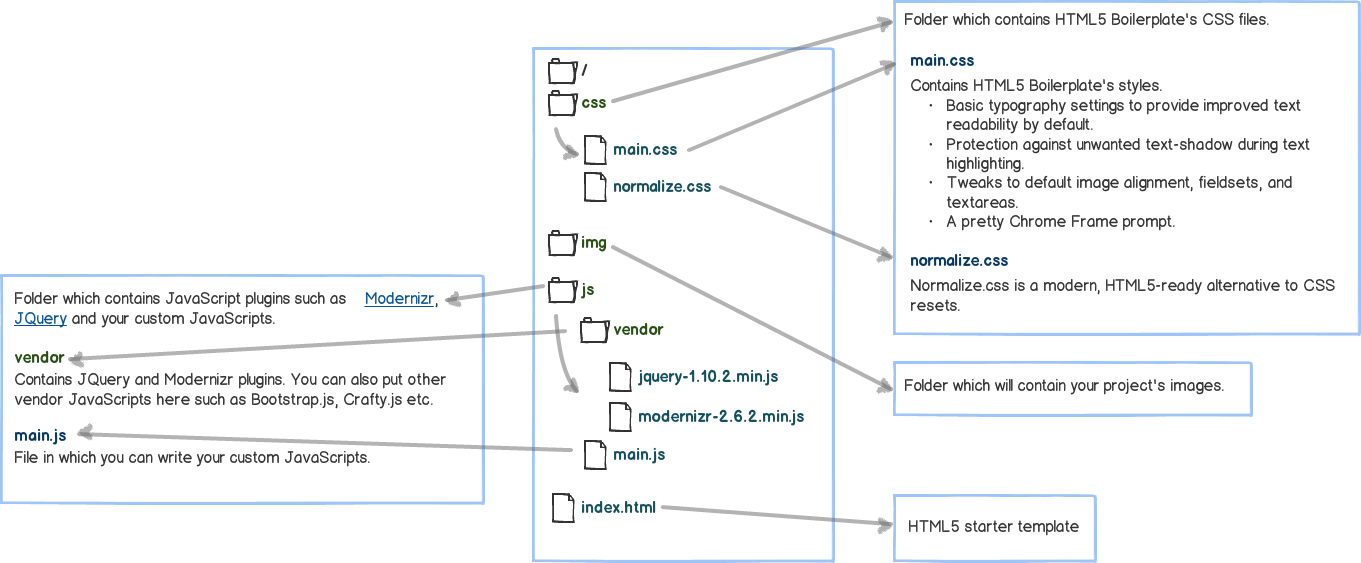 /
css
main.css
normalize.css
img
js
vendor
jquery-1.10.2.min.js
modernizr-2.6.2.min.js
main.js
index.html
Folder which contains HTML5 Boilerplate's CSS files.
main.css
Contains HTML5 Boilerplate's styles.
· Basic typography settings to provide improved text
readability by default.
· Protection against unwanted text-shadow during text
highlighting.
· Tweaks to default image alignment, fieldsets, and
textareas.
· A pretty Chrome Frame prompt.
normalize.css
Normalize.css is a modern, HTML5-ready alternative to CSS
resets.
Folder which contains JavaScript plugins such as Modernizr,
JQuery and your custom JavaScripts.
vendor
Contains JQuery and Modernizr plugins. You can also put other
vendor JavaScripts here such as Bootstrap.js, Crafty.js etc.
main.js
File in which you can write your custom JavaScripts.
Folder which will contain your project's images.
HTML5 starter template